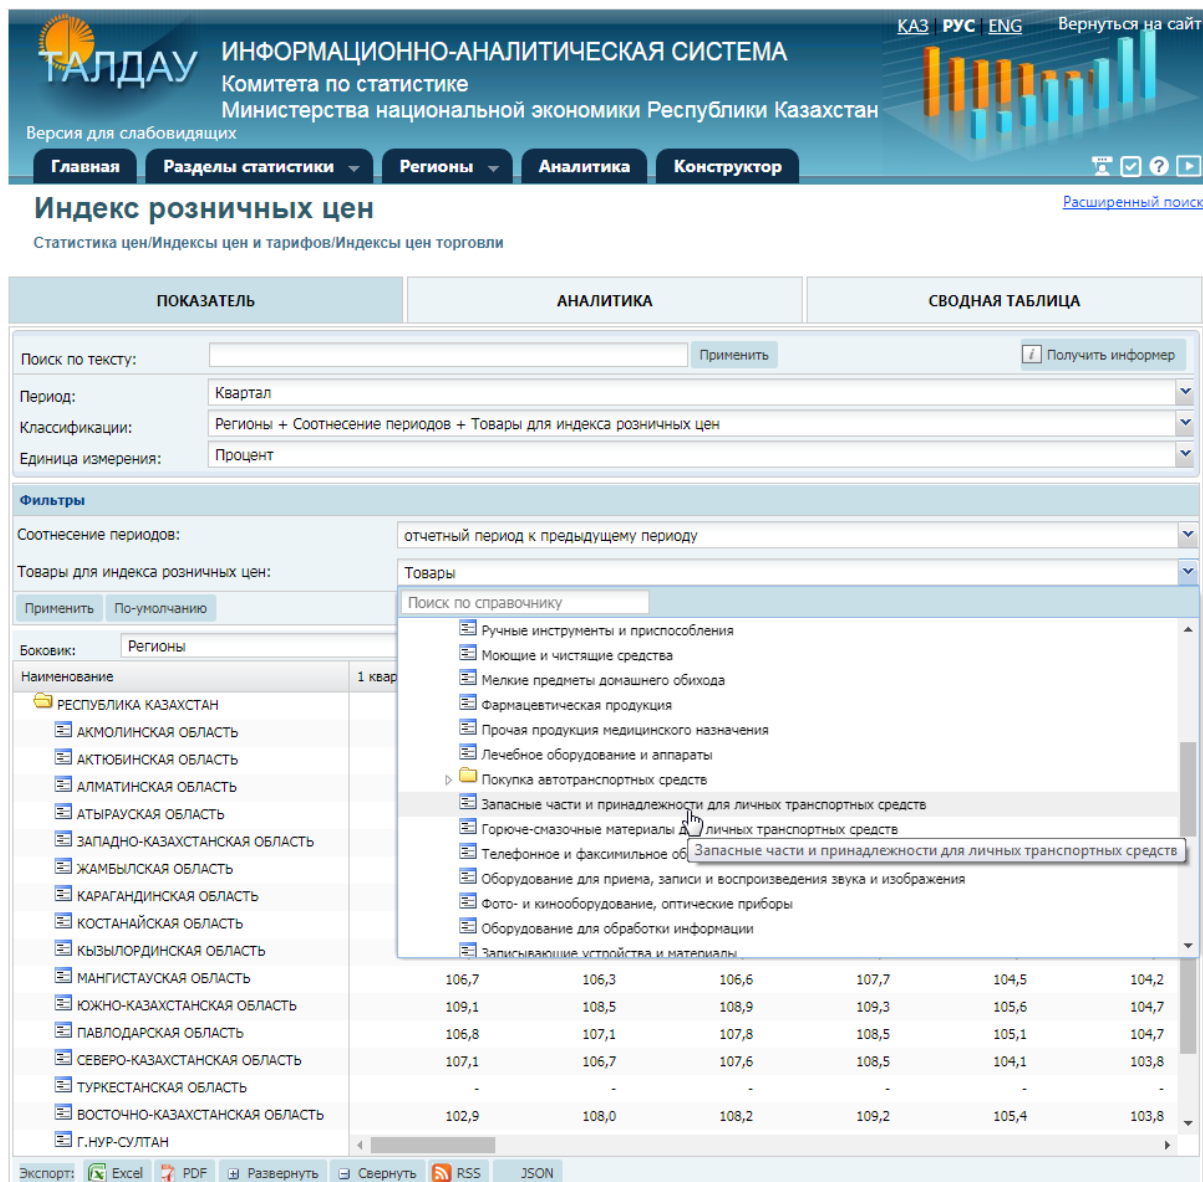 КАЗ РУС ENG Вернуться на сайт
ТАЛДАУ
ИНФОРМАЦИОННО-АНАЛИТИЧЕСКАЯ СИСТЕМА
Комитета по статистике
Министерства национальной экономики Республики Казахстан
Версия для слабовидящих
Главная Разделы статистики Регионы Аналитика Конструктор
Индекс розничных цен
Расширенный поиск
Статистика цен/Индексы цен и тарифов/Индексы цен торговли
ПОКАЗАТЕЛЬ АНАЛИТИКА СВОДНАЯ ТАБЛИЦА
Поиск по тексту: Применить i Получить информер
Период: Квартал
Классификации: Регионы + Соотнесение периодов + Товары для индекса розничных цен
Единица измерения: Процент
Фильтры
Соотнесение периодов: отчетный период к предыдущему периоду
Товары для индекса розничных цен: Товары
Применить По-умолчанию
Поиск по справочнику
Ручные инструменты и приспособления
Моющие и чистящие средства
Мелкие предметы домашнего обихода
Фармацевтическая продукция
Прочая продукция медицинского назначения
Лечебное оборудование и аппараты
Покупка автотранспортных средств
Запасные части и принадлежности для личных транспортных средств
Горюче-смазочные материалы для личных транспортных средств
Телефонное и факсимильное об
Запасные части и принадлежности для личных транспортных средств
Оборудование для приема, записи и воспроизведения звука и изображения
Фото- и кинооборудование, оптические приборы
Оборудование для обработки информации
Записывающие устройства и материалы
Боковик: Регионы
Наименование 1 квар
РЕСПУБЛИКА КАЗАХСТАН
АКМОЛИНСКАЯ ОБЛАСТЬ
АКТЮБИНСКАЯ ОБЛАСТЬ
АЛМАТИНСКАЯ ОБЛАСТЬ
АТЫРАУСКАЯ ОБЛАСТЬ
ЗАПАДНО-КАЗАХСТАНСКАЯ ОБЛАСТЬ
ЖАМБЫЛСКАЯ ОБЛАСТЬ
КАРАГАНДИНСКАЯ ОБЛАСТЬ
КОСТАНАЙСКАЯ ОБЛАСТЬ
КЫЗЫЛОРДИНСКАЯ ОБЛАСТЬ
МАНГИСТАУСКАЯ ОБЛАСТЬ 106,7 106,3 106,6 107,7 104,5 104,2
ЮЖНО-КАЗАХСТАНСКАЯ ОБЛАСТЬ 109,1 108,5 108,9 109,3 105,6 104,7
ПАВЛОДАРСКАЯ ОБЛАСТЬ 106,8 107,1 107,8 108,5 105,1 104,7
СЕВЕРО-КАЗАХСТАНСКАЯ ОБЛАСТЬ 107,1 106,7 107,6 108,5 104,1 103,8
ТУРКЕСТАНСКАЯ ОБЛАСТЬ - - - - - -
ВОСТОЧНО-КАЗАХСТАНСКАЯ ОБЛАСТЬ 102,9 108,0 108,2 109,2 105,4 103,8
Г.НУР-СУЛТАН
Экспорт: Excel PDF Развернуть Свернуть RSS JSON